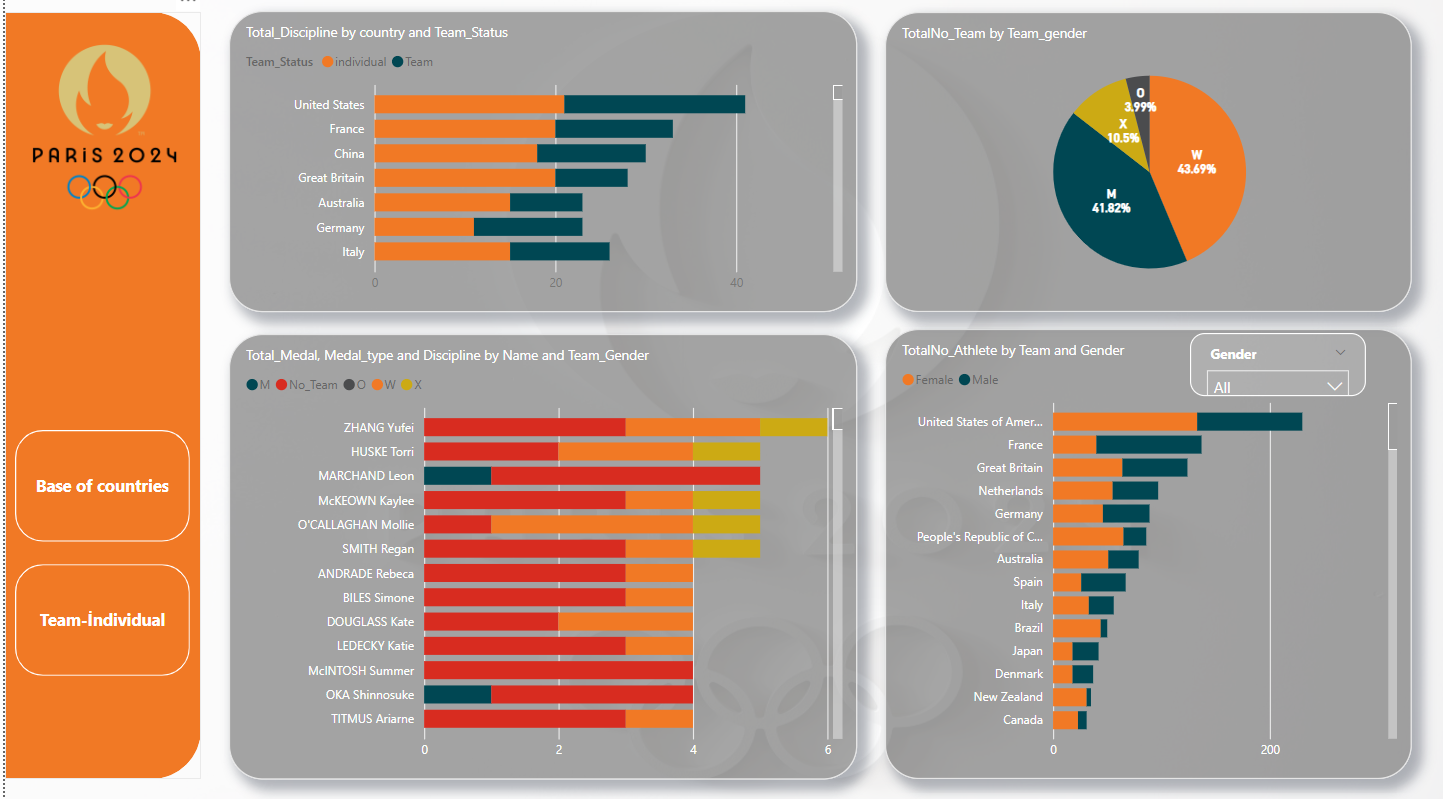 PARIS 2024
Base of countries
Team-İndividual
Total_Discipline by country and Team_Status
Team_Status individual Team
United States
France
China
Great Britain
Australia
Germany
Italy
0 20 40
TotalNo_Team by Team_gender
O
3.99%
X
10.5%
W
43.69%
M
41.82%
Total_Medal, Medal_type and Discipline by Name and Team_Gender
M No_Team O W X
ZHANG Yufei
HUSKE Torri
MARCHAND Leon
McKEOWN Kaylee
O'CALLAGHAN Mollie
SMITH Regan
ANDRADE Rebeca
BILES Simone
DOUGLASS Kate
LEDECKY Katie
McINTOSH Summer
OKA Shinnosuke
TITMUS Ariarne
0 2 4 6
TotalNo_Athlete by Team and Gender
Gender
All
Female Male
United States of Amer...
France
Great Britain
Netherlands
Germany
People's Republic of C...
Australia
Spain
Italy
Brazil
Japan
Denmark
New Zealand
Canada
0 200